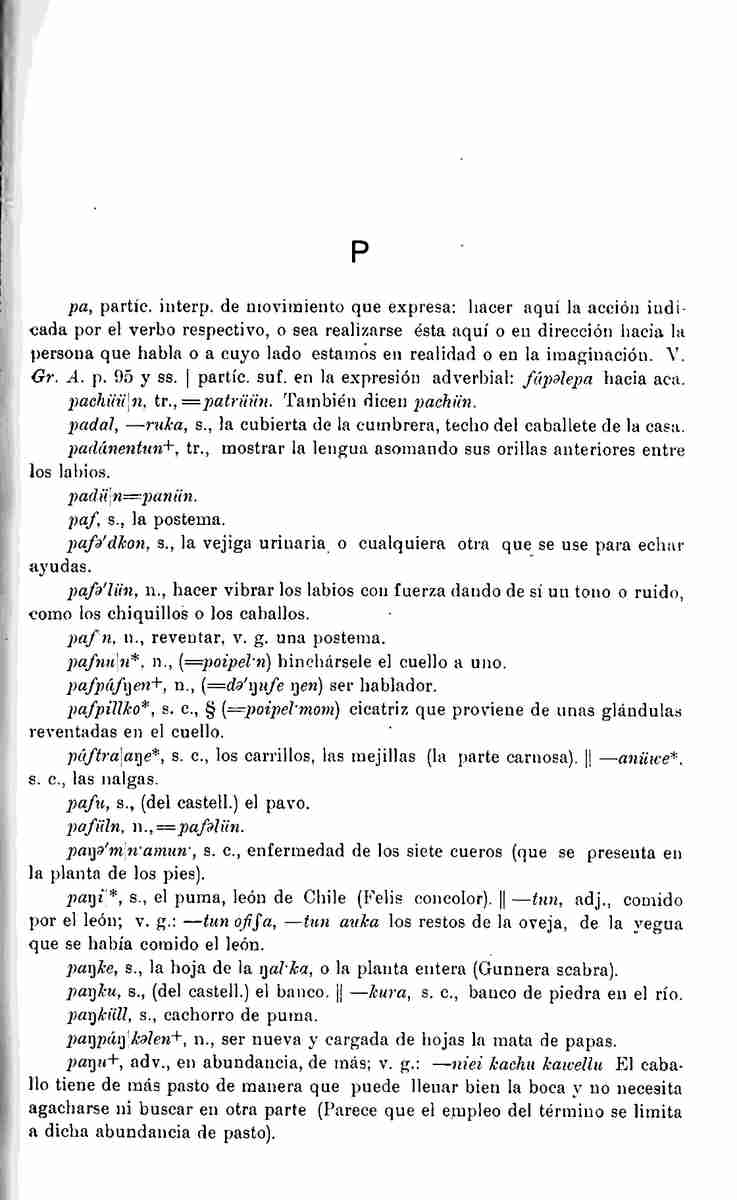 P
pa, partíc. interp. de movimiento que expresa: hacer aquí la acción indi-
cada por el verbo respectivo, o sea realizarse ésta aquí o en dirección hacia la
persona que habla o a cuyo lado estamos en realidad o en la imaginación. V.
Gr. A. p. 95 y ss. | partíc. suf. en la expresión adverbial: fápəlepa hacia aca.
pachüü|n, tr.,=patrüün. También dicen pachün.
padal, —ruka, s., la cubierta de la cumbrera, techo del caballete de la casa.
padánentun+, tr., mostrar la lengua asomando sus orillas anteriores entre
los labios.
padü|n=panün.
paf, s., la postema.
pafə'dkon, s., la vejiga urinaria o cualquiera otra que se use para echar
ayudas.
pafə'lün, n., hacer vibrar los labios con fuerza dando de sí un tono o ruido,
como los chiquillos o los caballos.
paf n, n., reventar, v. g. una postema.
pafnu|n*, n., (=poipel·n) hinchársele el cuello a uno.
pafpáfŋen+, n., (=də'ŋufe ŋen) ser hablador.
pafpillko*, s. c., § (=poipel·mom) cicatriz que proviene de unas glándulas
reventadas en el cuello.
páftra|aŋe*, s. c., los carrillos, las mejillas (la parte carnosa). || —anüwe*,
s. c., las nalgas.
pafu, s., (del castell.) el pavo.
pafüln, n.,=pafəlün.
paŋə'm|n·amun·, s. c., enfermedad de los siete cueros (que se presenta en
la planta de los pies).
paŋi|*, s., el puma, león de Chile (Felis concolor). || —tun, adj., comido
por el león; v. g.: —tun ofiʃa, —tun auka los restos de la oveja, de la yegua
que se había comido el león.
paŋke, s., la hoja de la ŋal·ka, o la planta entera (Gunnera scabra).
paŋku, s., (del castell.) el banco. || —kura, s. c., banco de piedra en el río.
paŋküll, s., cachorro de puma.
paŋpáŋ|kəlen+, n., ser nueva y cargada de hojas la mata de papas.
paŋu+, adv., en abundancia, de más; v. g.: —niei kachu kawellu El caba-
llo tiene de más pasto de manera que puede llenar bien la boca y no necesita
agacharse ni buscar en otra parte (Parece que el empleo del término se limita
a dicha abundancia de pasto).